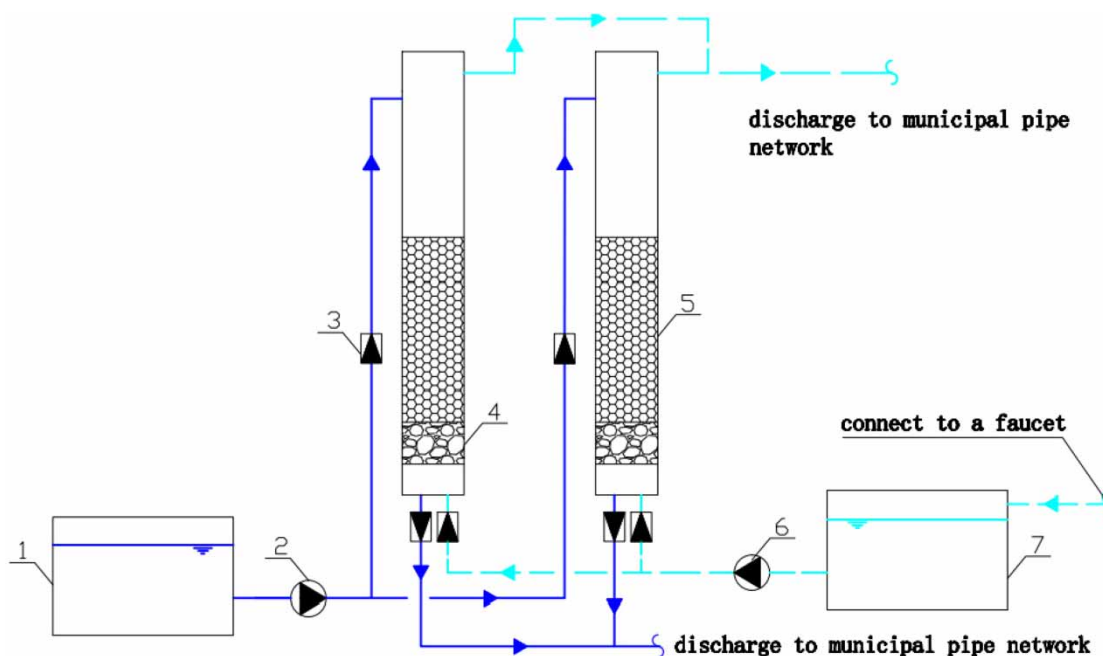 discharge to municipal pipe
network
3
5
4
connect to a faucet
1
2
6
7
discharge to municipal pipe network